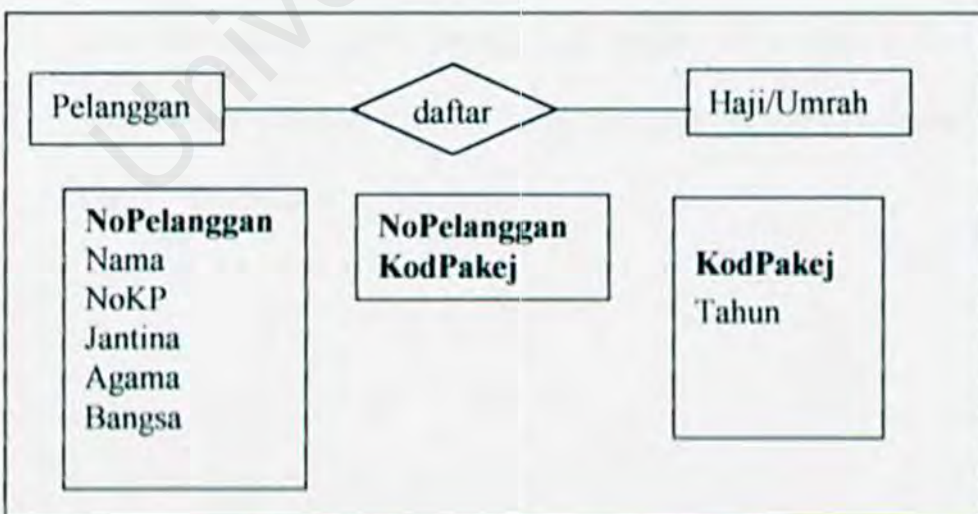 Pelanggan
daftar
Haji/Umrah
NoPelanggan
Nama
NoKP
Jantina
Agama
Bangsa
NoPelanggan
KodPakej
KodPakej
Tahun